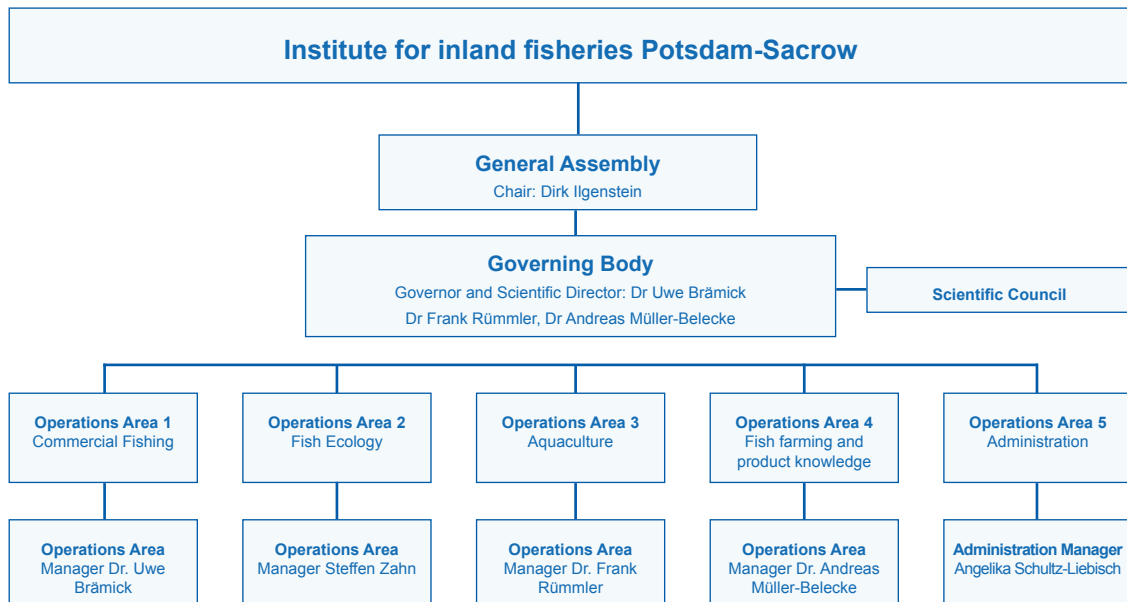 Institute for inland fisheries Potsdam-Sacrow
General Assembly
Chair: Dirk Ilgenstein
Governing Body
Governor and Scientific Director: Dr Uwe Brämick
Dr Frank Rümmler, Dr Andreas Müller-Belecke
Scientific Council
Operations Area 1
Commercial Fishing
Operations Area 2
Fish Ecology
Operations Area 3
Aquaculture
Operations Area 4
Fish farming and
product knowledge
Operations Area 5
Administration
Operations Area
Manager Dr. Uwe
Brämick
Operations Area
Manager Steffen Zahn
Operations Area
Manager Dr. Frank
Rümmler
Operations Area
Manager Dr. Andreas
Müller-Belecke
Administration Manager
Angelika Schultz-Liebisch